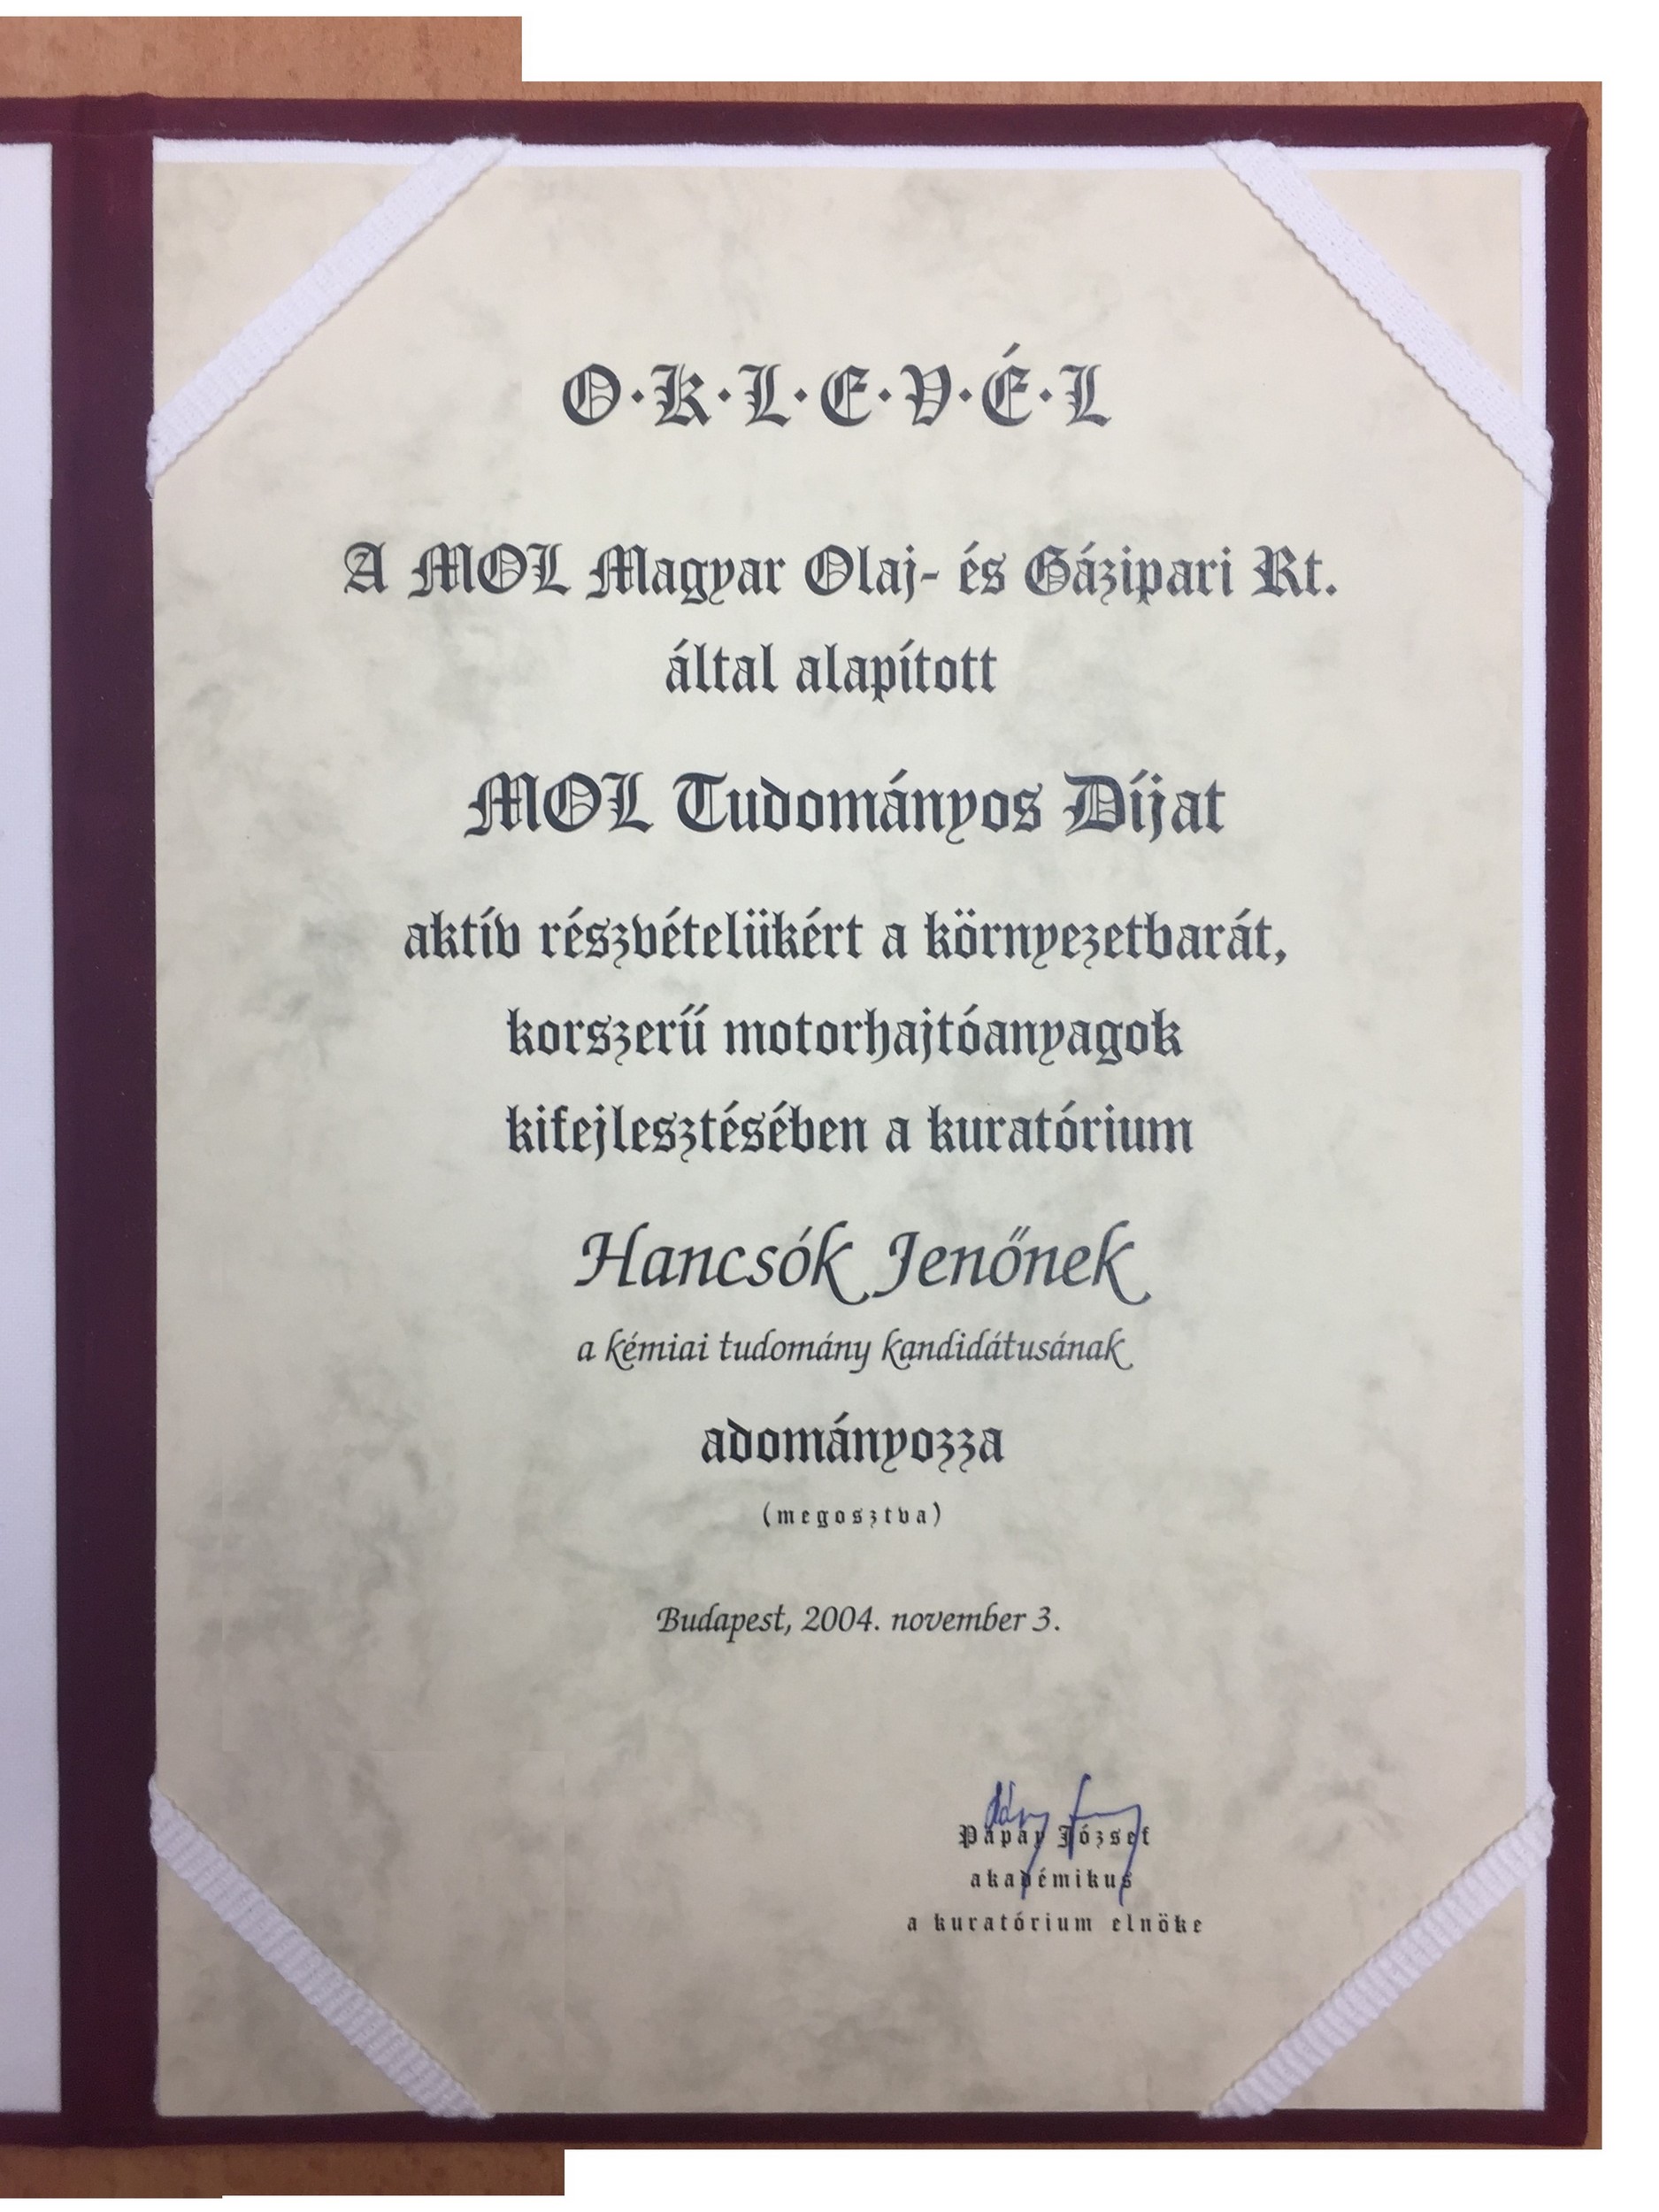 O·K·L·E·V·É·L
A MOL Magyar Olaj- és Gázipari Rt.
által alapított
MOL Tudományos Díjat
aktív részvételükért a környezetbarát,
korszerű motorhajtóanyagok
kifejlesztésében a kuratórium
Hancsók Jenőnek
a kémiai tudomány kandidátusának
adományozza
(megosztva)
Budapest, 2004. november 3.
Pápay József
akadémikus
a kuratórium elnöke